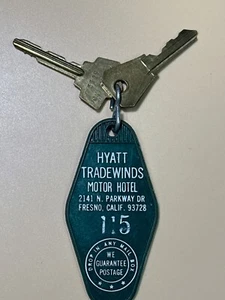 HYATT
TRADEWINDS
MOTOR HOTEL
2141 N. PARKWAY DR
FRESNO, CALIF. 93728
115
DROP IN ANY MAIL BOX
WE
GUARANTEE
POSTAGE